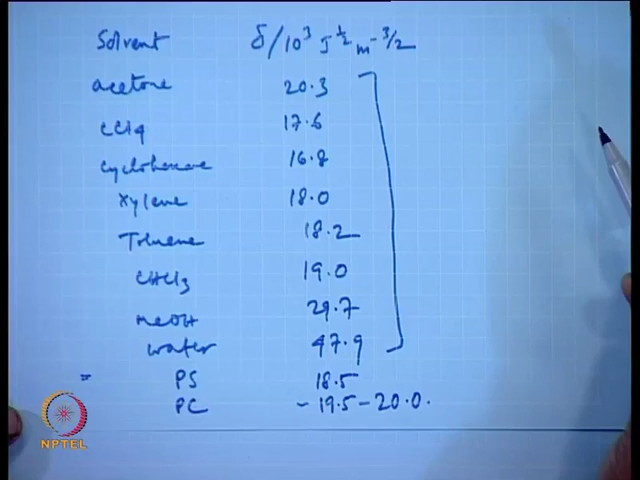 Solvent δ/10³ J^½ m^-3/2
acetone 20.3
CCl4 17.6
Cyclohexane 16.8
Xylene 18.0
Toluene 18.2
CHCl3 19.0
MeOH 29.7
water 47.9
= PS 18.5
PC ~ 19.5 - 20.0.
NPTEL